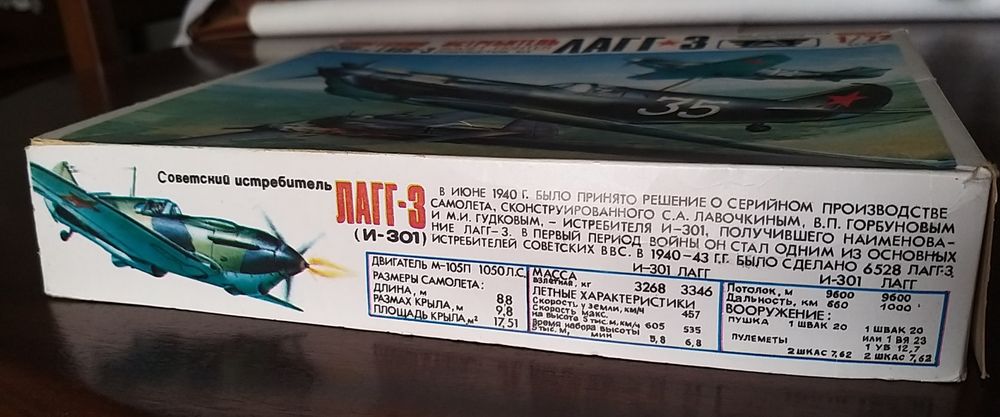 ЛАГГ-3
35
Советский истребитель
ЛАГГ-3
(И-301)
В ИЮНЕ 1940 Г. БЫЛО ПРИНЯТО РЕШЕНИЕ О СЕРИЙНОМ ПРОИЗВОДСТВЕ
САМОЛЕТА, СКОНСТРУИРОВАННОГО С.А. ЛАВОЧКИНЫМ, В.П. ГОРБУНОВЫМ
И М.И. ГУДКОВЫМ, – ИСТРЕБИТЕЛЯ И-301, ПОЛУЧИВШЕГО НАИМЕНОВА-
НИЕ ЛАГГ-3. В ПЕРВЫЙ ПЕРИОД ВОЙНЫ ОН СТАЛ ОДНИМ ИЗ ОСНОВНЫХ
ИСТРЕБИТЕЛЕЙ СОВЕТСКИХ ВВС. В 1940-43 Г.Г. БЫЛО СДЕЛАНО 6528 ЛАГГ-3.
ДВИГАТЕЛЬ М-105П 1050 Л.С.
РАЗМЕРЫ САМОЛЕТА:
ДЛИНА, м 8,8
РАЗМАХ КРЫЛА, м 9,8
ПЛОЩАДЬ КРЫЛА, м² 17,51
И-301 ЛАГГ
МАССА
взлетная, кг 3268 3346
ЛЕТНЫЕ ХАРАКТЕРИСТИКИ
Скорость у земли, км/ч 457
Скорость макс.
на высоте 5 тыс. м, км/ч 605 535
Время набора высоты
5 тыс. м, мин 5,8 6,8
И-301 ЛАГГ
Потолок, м 9600 9600
Дальность, км 660 1000
ВООРУЖЕНИЕ:
ПУШКА 1 ШВАК 20 1 ШВАК 20
или 1 ВЯ 23
ПУЛЕМЕТЫ 1 УБ 12,7
2 ШКАС 7,62 2 ШКАС 7,62